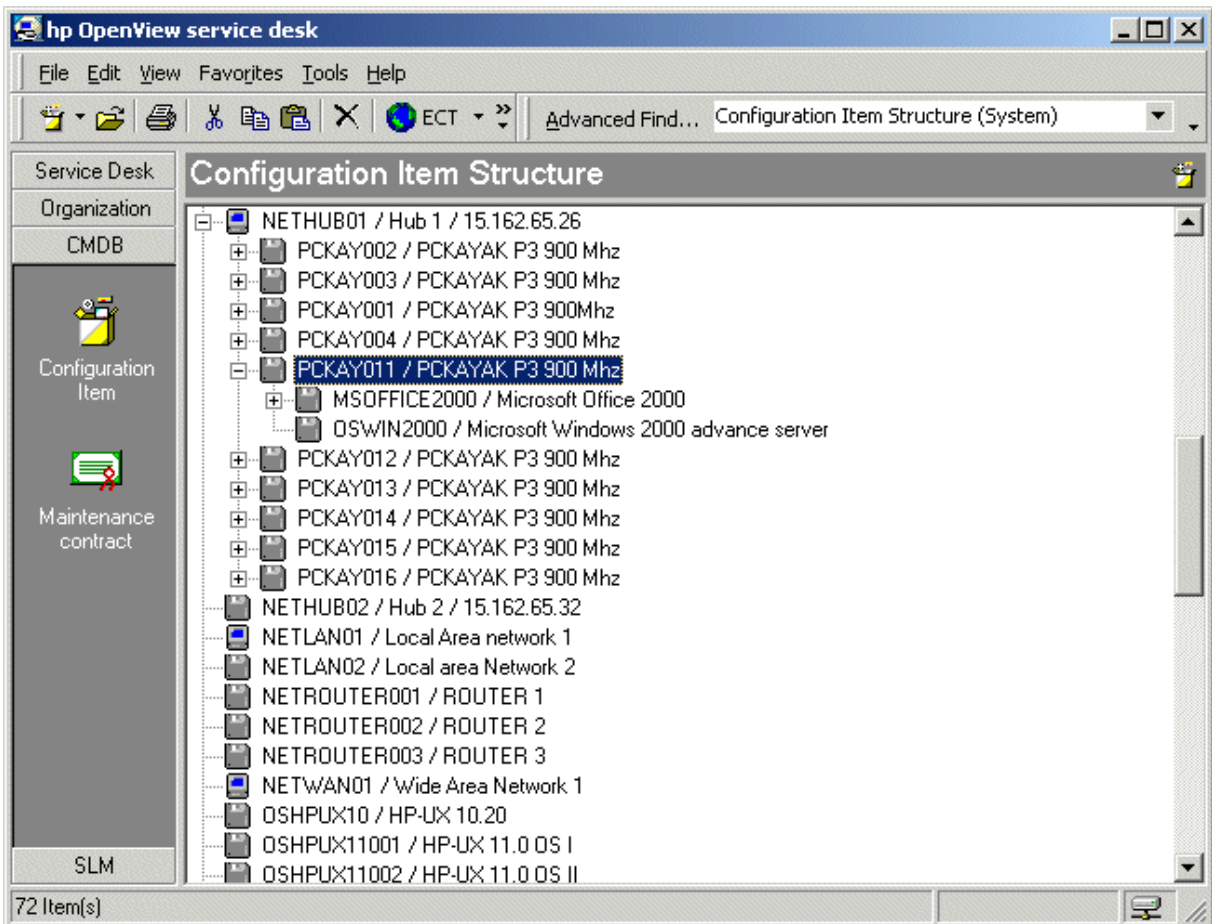 hp OpenView service desk
File Edit View Favorites Tools Help
ECT Advanced Find... Configuration Item Structure (System)
Service Desk
Organization
CMDB
Configuration Item
Maintenance contract
SLM
Configuration Item Structure
NETHUB01 / Hub 1 / 15.162.65.26
PCKAY002 / PCKAYAK P3 900 Mhz
PCKAY003 / PCKAYAK P3 900 Mhz
PCKAY001 / PCKAYAK P3 900Mhz
PCKAY004 / PCKAYAK P3 900 Mhz
PCKAY011 / PCKAYAK P3 900 Mhz
MSOFFICE2000 / Microsoft Office 2000
OSWIN2000 / Microsoft Windows 2000 advance server
PCKAY012 / PCKAYAK P3 900 Mhz
PCKAY013 / PCKAYAK P3 900 Mhz
PCKAY014 / PCKAYAK P3 900 Mhz
PCKAY015 / PCKAYAK P3 900 Mhz
PCKAY016 / PCKAYAK P3 900 Mhz
NETHUB02 / Hub 2 / 15.162.65.32
NETLAN01 / Local Area network 1
NETLAN02 / Local area Network 2
NETROUTER001 / ROUTER 1
NETROUTER002 / ROUTER 2
NETROUTER003 / ROUTER 3
NETWAN01 / Wide Area Network 1
OSHPUX10 / HP-UX 10.20
OSHPUX11001 / HP-UX 11.0 OS I
OSHPUX11002 / HP-UX 11.0 OS II
72 Item(s)